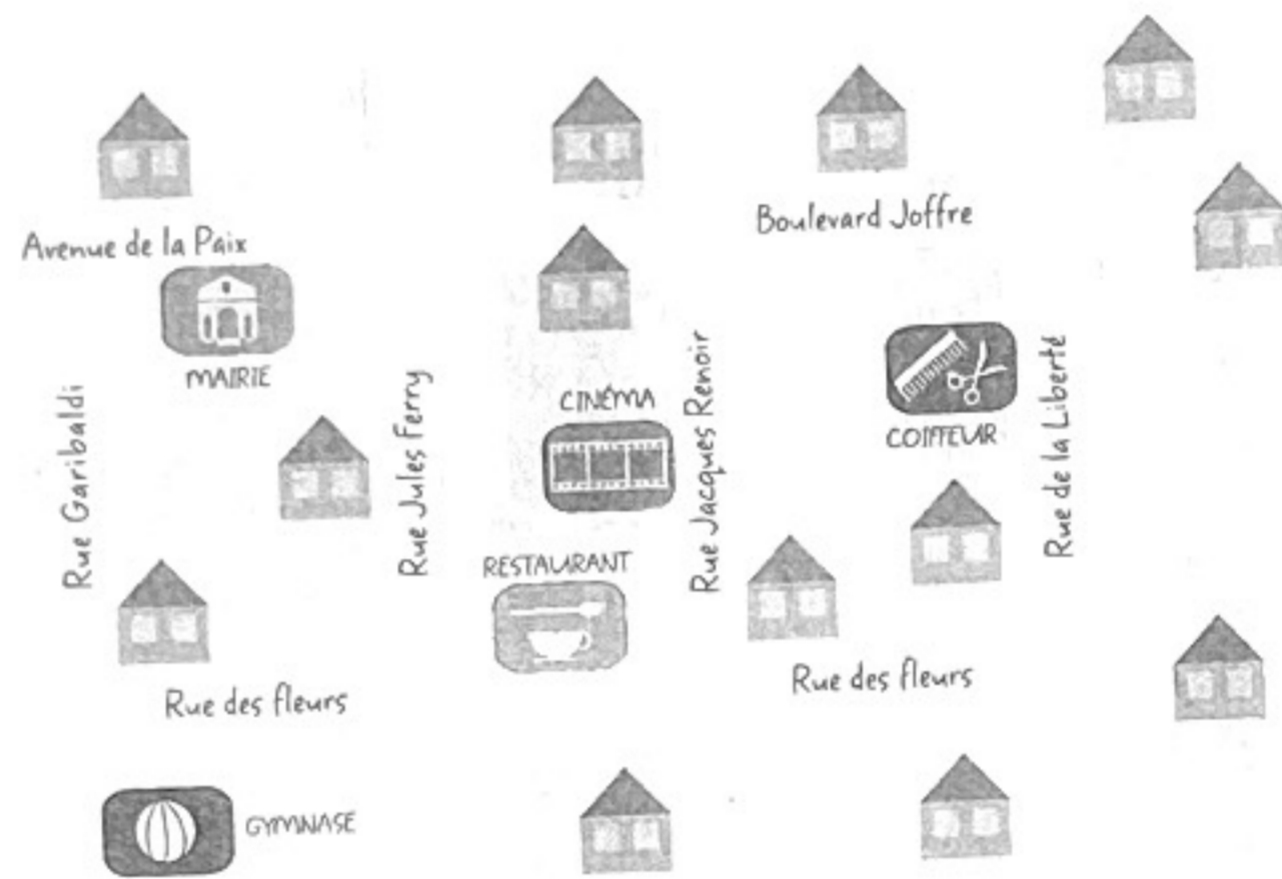 Boulevard Joffre
Avenue de la Paix
MAIRIE
CINÉMA
COIFFEUR
Rue Garibaldi
Rue Jules Ferry
Rue Jacques Renoir
Rue de la Liberté
RESTAURANT
Rue des fleurs
Rue des fleurs
GYMNASE